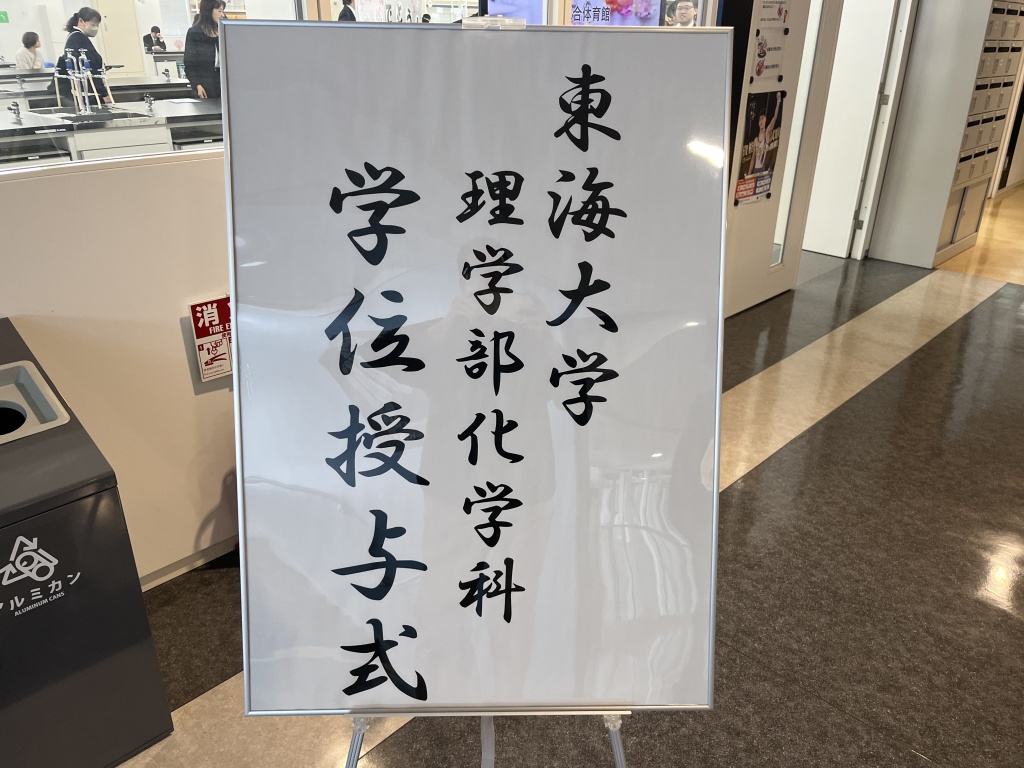 東海大学
理学部化学科
学位授与式
合体育館
消
FIRE E
アルミカン
ALUMINUM CANS